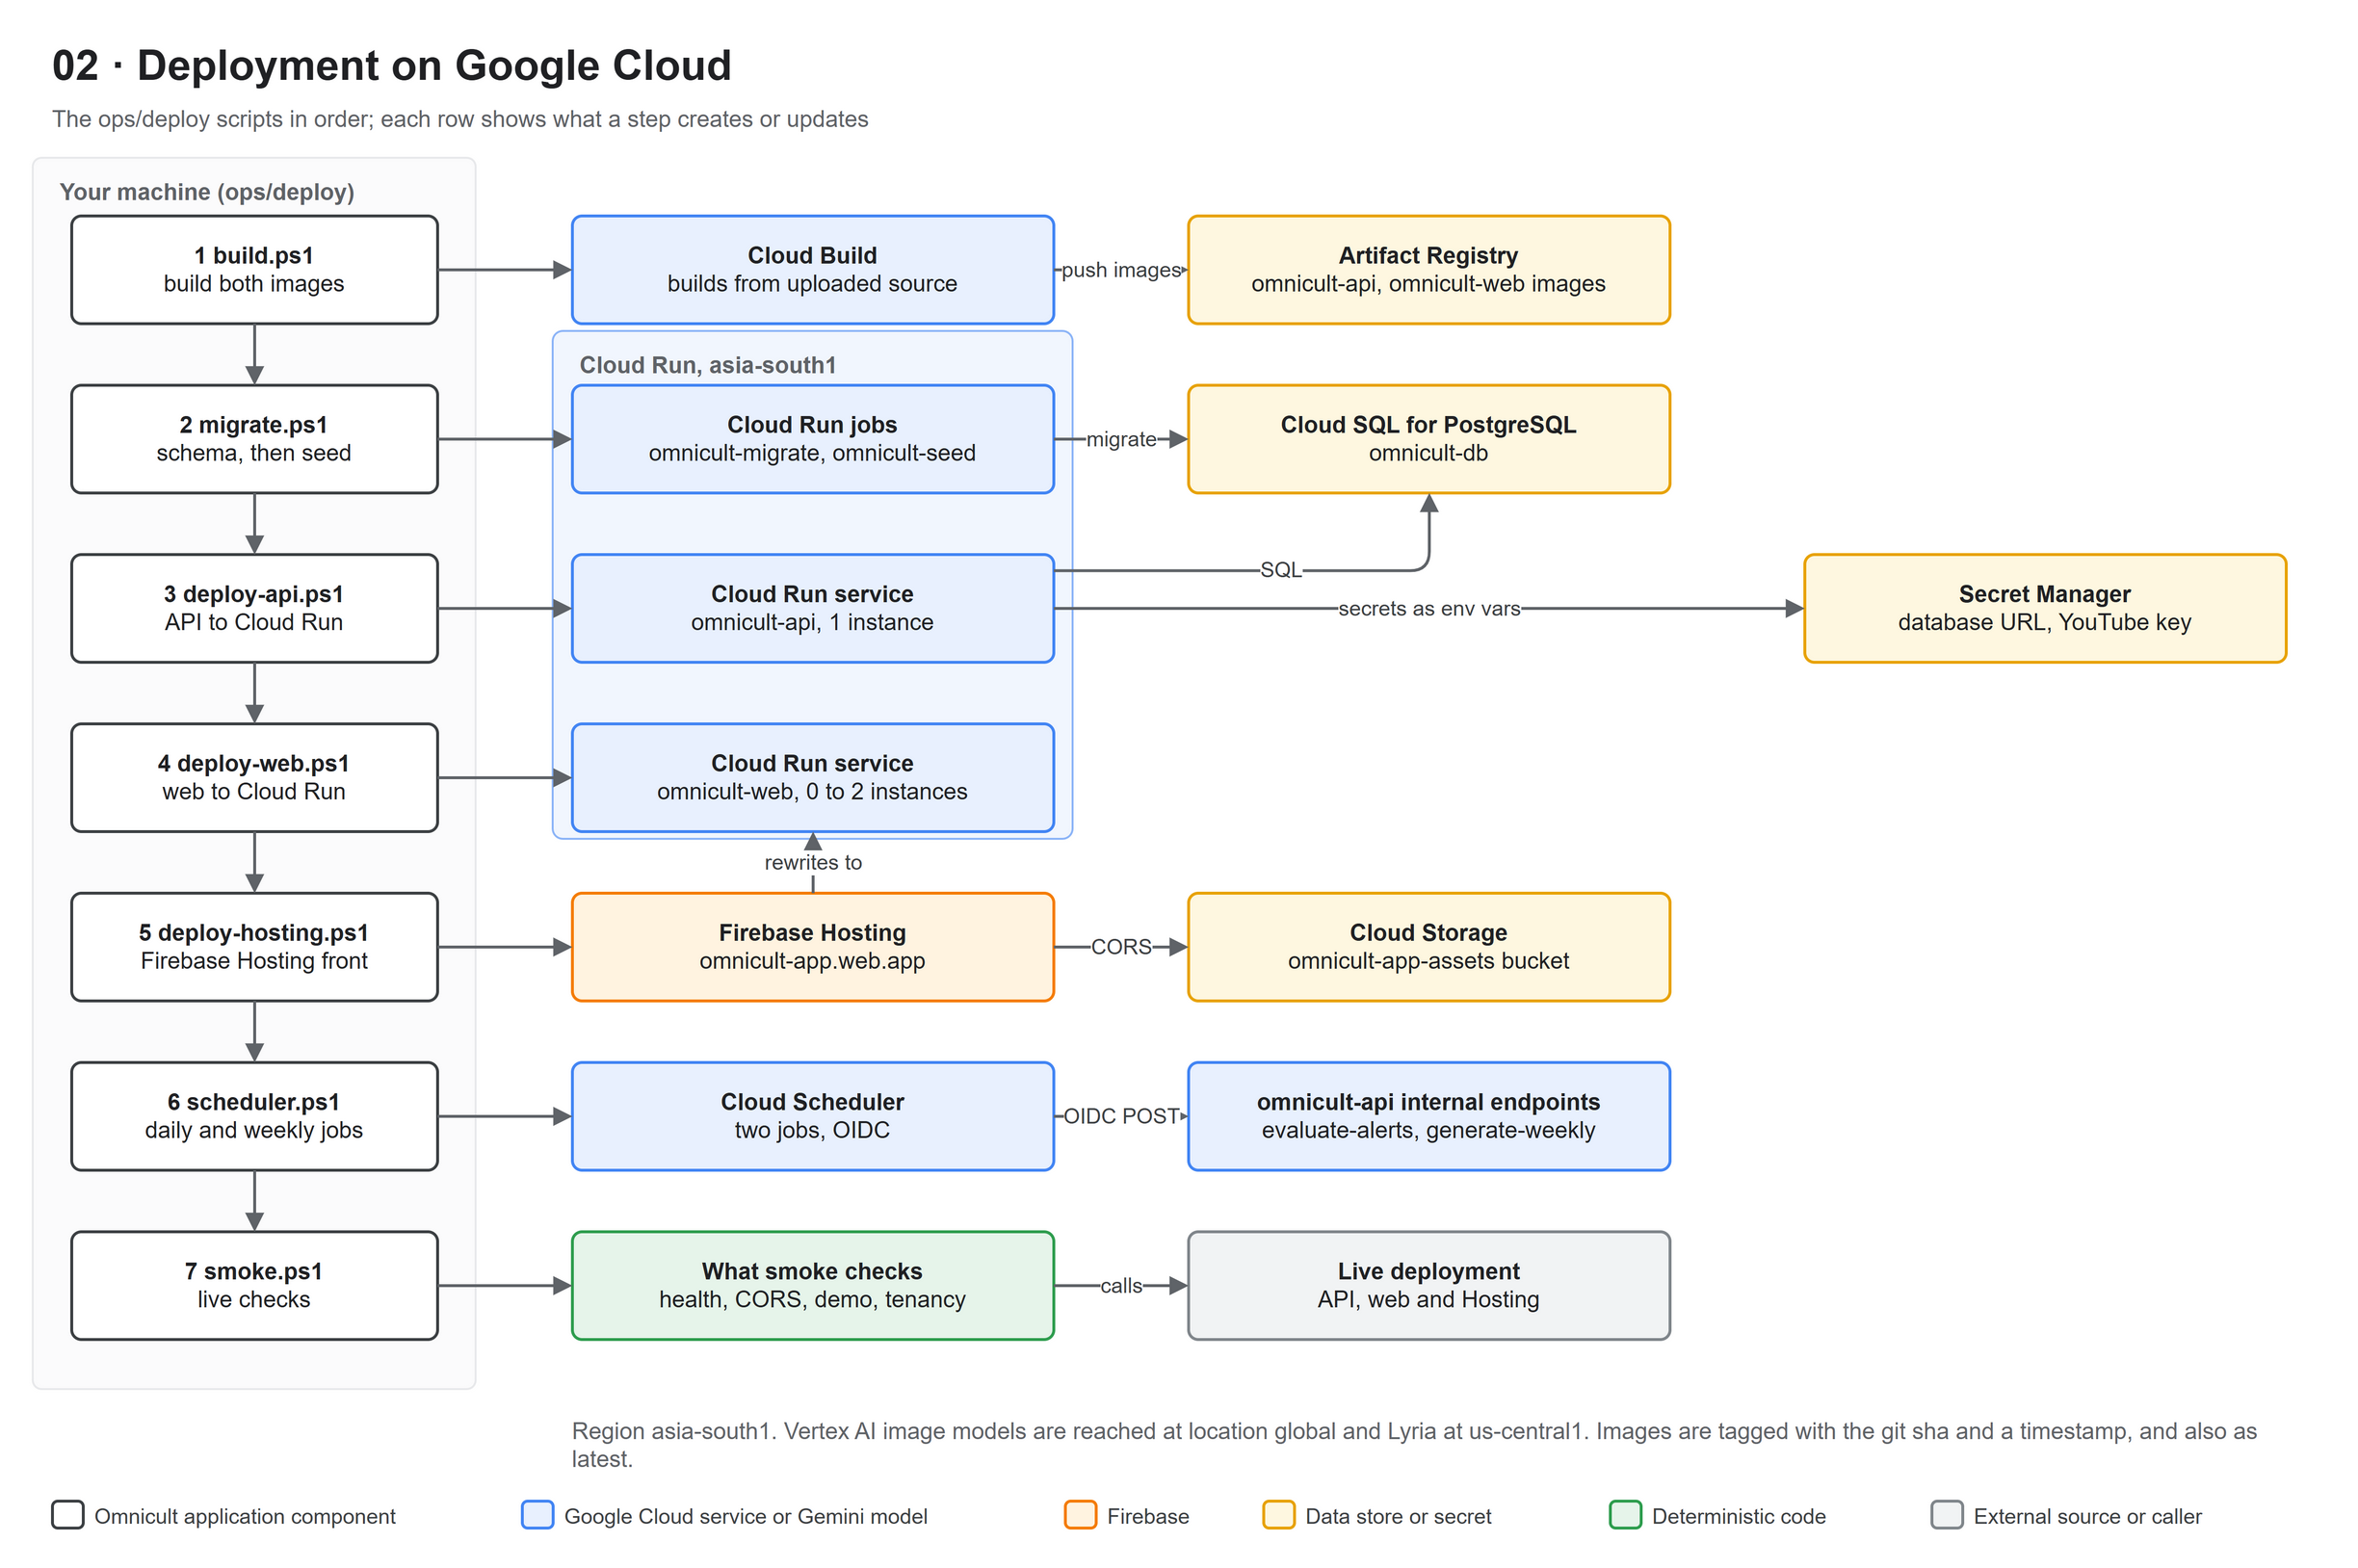 02 · Deployment on Google Cloud
The ops/deploy scripts in order; each row shows what a step creates or updates
Your machine (ops/deploy)
1 build.ps1
build both images
Cloud Build
builds from uploaded source
push images
Artifact Registry
omnicult-api, omnicult-web images
Cloud Run, asia-south1
2 migrate.ps1
schema, then seed
Cloud Run jobs
omnicult-migrate, omnicult-seed
migrate
Cloud SQL for PostgreSQL
omnicult-db
3 deploy-api.ps1
API to Cloud Run
Cloud Run service
omnicult-api, 1 instance
SQL
secrets as env vars
Secret Manager
database URL, YouTube key
4 deploy-web.ps1
web to Cloud Run
Cloud Run service
omnicult-web, 0 to 2 instances
rewrites to
5 deploy-hosting.ps1
Firebase Hosting front
Firebase Hosting
omnicult-app.web.app
CORS
Cloud Storage
omnicult-app-assets bucket
6 scheduler.ps1
daily and weekly jobs
Cloud Scheduler
two jobs, OIDC
OIDC POST
omnicult-api internal endpoints
evaluate-alerts, generate-weekly
7 smoke.ps1
live checks
What smoke checks
health, CORS, demo, tenancy
calls
Live deployment
API, web and Hosting
Region asia-south1. Vertex AI image models are reached at location global and Lyria at us-central1. Images are tagged with the git sha and a timestamp, and also as
latest.
Omnicult application component
Google Cloud service or Gemini model
Firebase
Data store or secret
Deterministic code
External source or caller